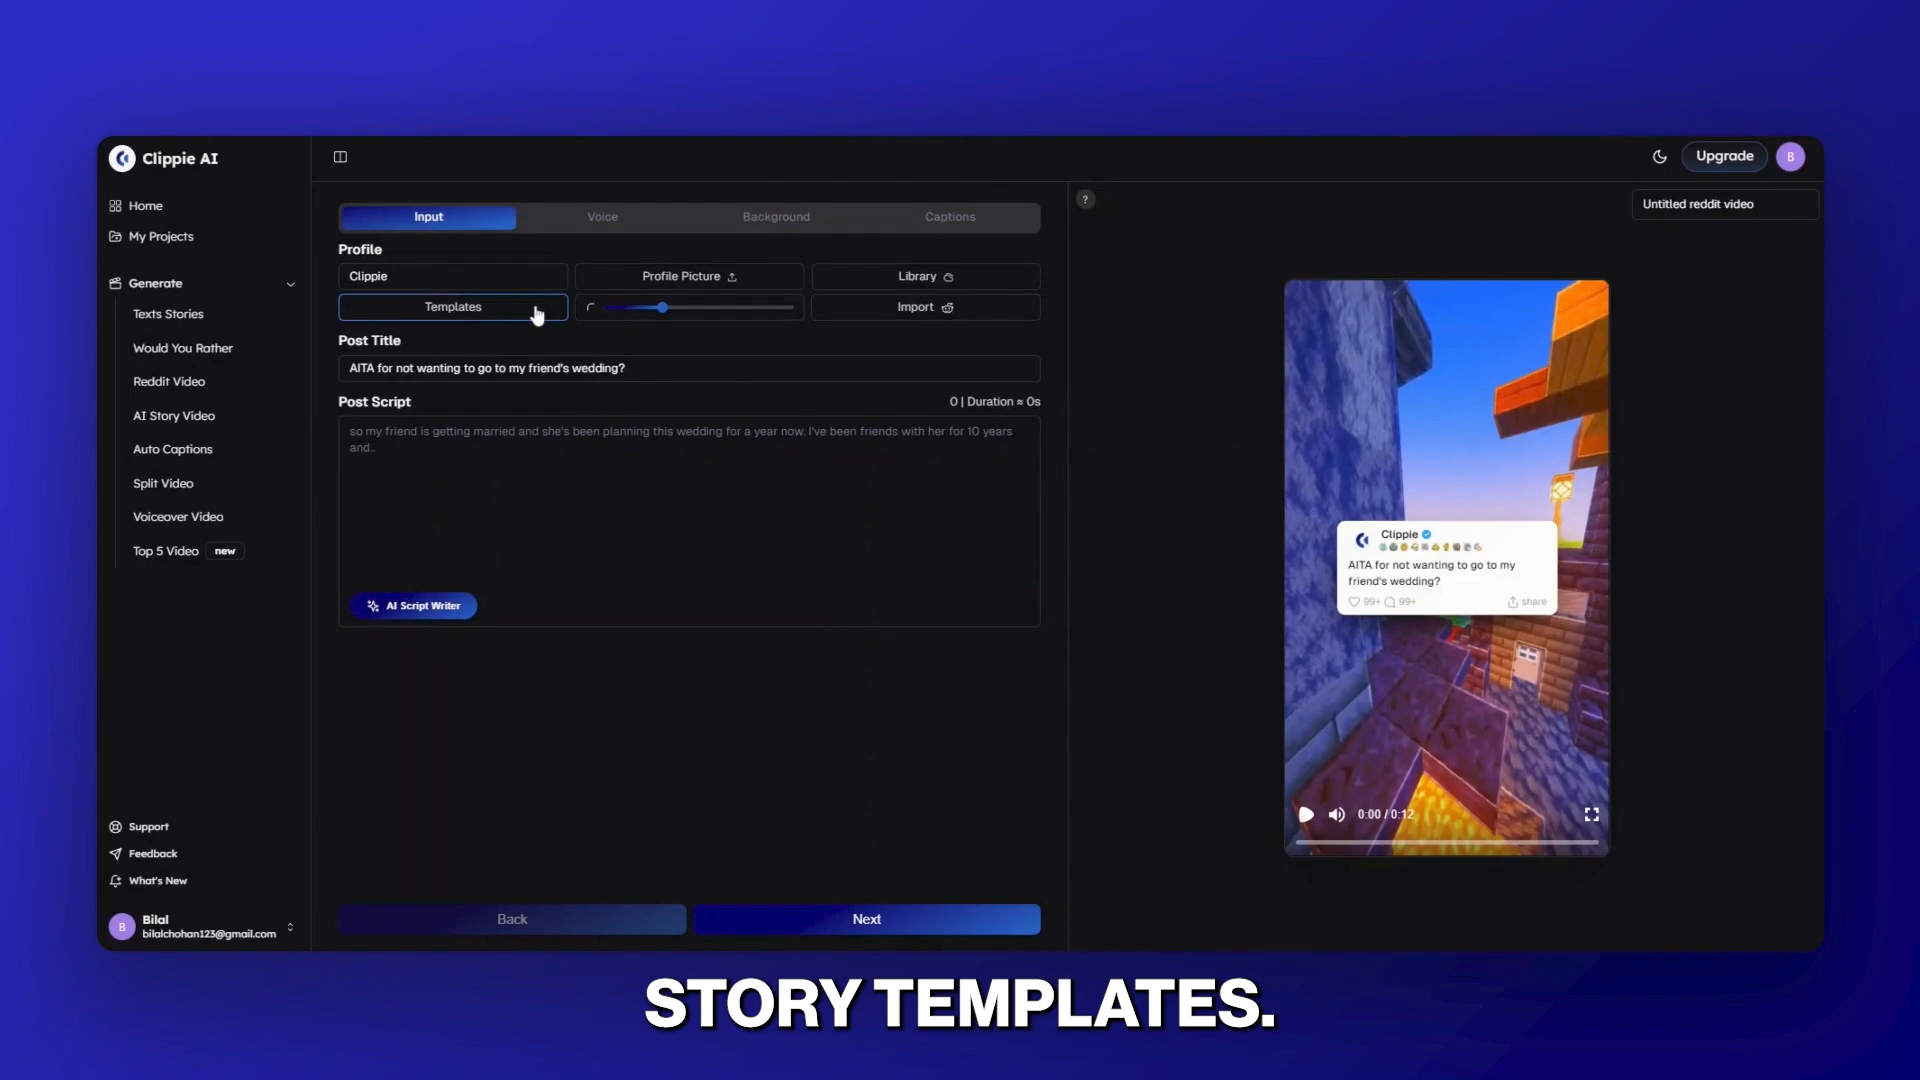 Clippie AI
Home
My Projects
Generate
Texts Stories
Would You Rather
Reddit Video
AI Story Video
Auto Captions
Split Video
Voiceover Video
Top 5 Video new
Support
Feedback
What's New
B
Bilal
bilalchohan123@gmail.com
Upgrade
B
Input
Voice
Background
Captions
Profile
Clippie
Profile Picture
Library
Templates
Import
Post Title
AITA for not wanting to go to my friend's wedding?
Post Script
0 | Duration ≈ 0s
so my friend is getting married and she's been planning this wedding for a year now. I've been friends with her for 10 years
and..
AI Script Writer
Back
Next
?
Untitled reddit video
Clippie
AITA for not wanting to go to my
friend's wedding?
99+ 99+ share
0:00 / 0:12
STORY TEMPLATES.